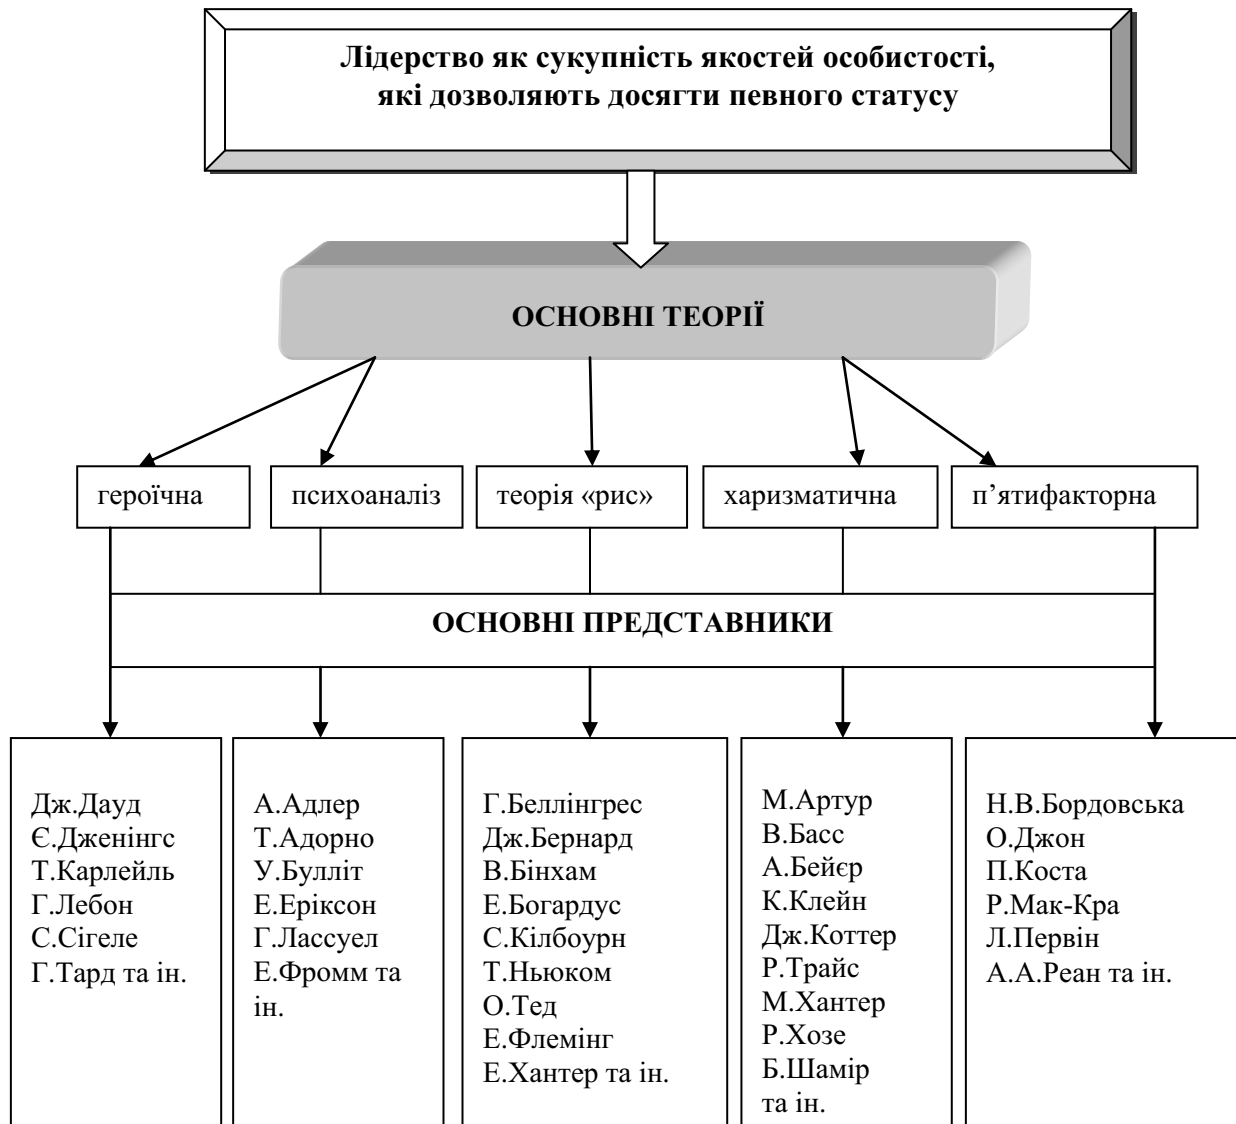 Лідерство як сукупність якостей особистості,
які дозволяють досягти певного статусу
ОСНОВНІ ТЕОРІЇ
героїчна
психоаналіз
теорія «рис»
харизматична
п’ятифакторна
ОСНОВНІ ПРЕДСТАВНИКИ
Дж.Дауд
Є.Дженінгс
Т.Карлейль
Г.Лебон
С.Сігеле
Г.Тард та ін.
А.Адлер
Т.Адорно
У.Булліт
Е.Еріксон
Г.Лассуел
Е.Фромм та
ін.
Г.Беллінгрес
Дж.Бернард
В.Бінхам
Е.Богардус
С.Кілбоурн
Т.Ньюком
О.Тед
Е.Флемінг
Е.Хантер та ін.
М.Артур
В.Басс
А.Бейєр
К.Клейн
Дж.Коттер
Р.Трайс
М.Хантер
Р.Хозе
Б.Шамір
та ін.
Н.В.Бордовська
О.Джон
П.Коста
Р.Мак-Кра
Л.Первін
А.А.Реан та ін.